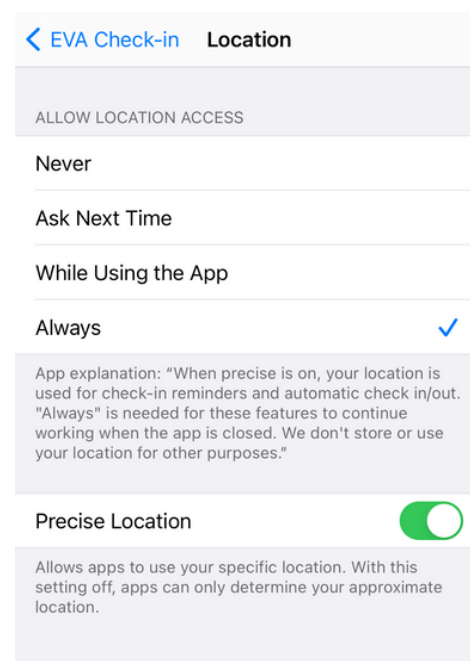 EVA Check-in Location
ALLOW LOCATION ACCESS
Never
Ask Next Time
While Using the App
Always
App explanation: “When precise is on, your location is
used for check-in reminders and automatic check in/out.
"Always" is needed for these features to continue
working when the app is closed. We don't store or use
your location for other purposes.”
Precise Location
Allows apps to use your specific location. With this
setting off, apps can only determine your approximate
location.